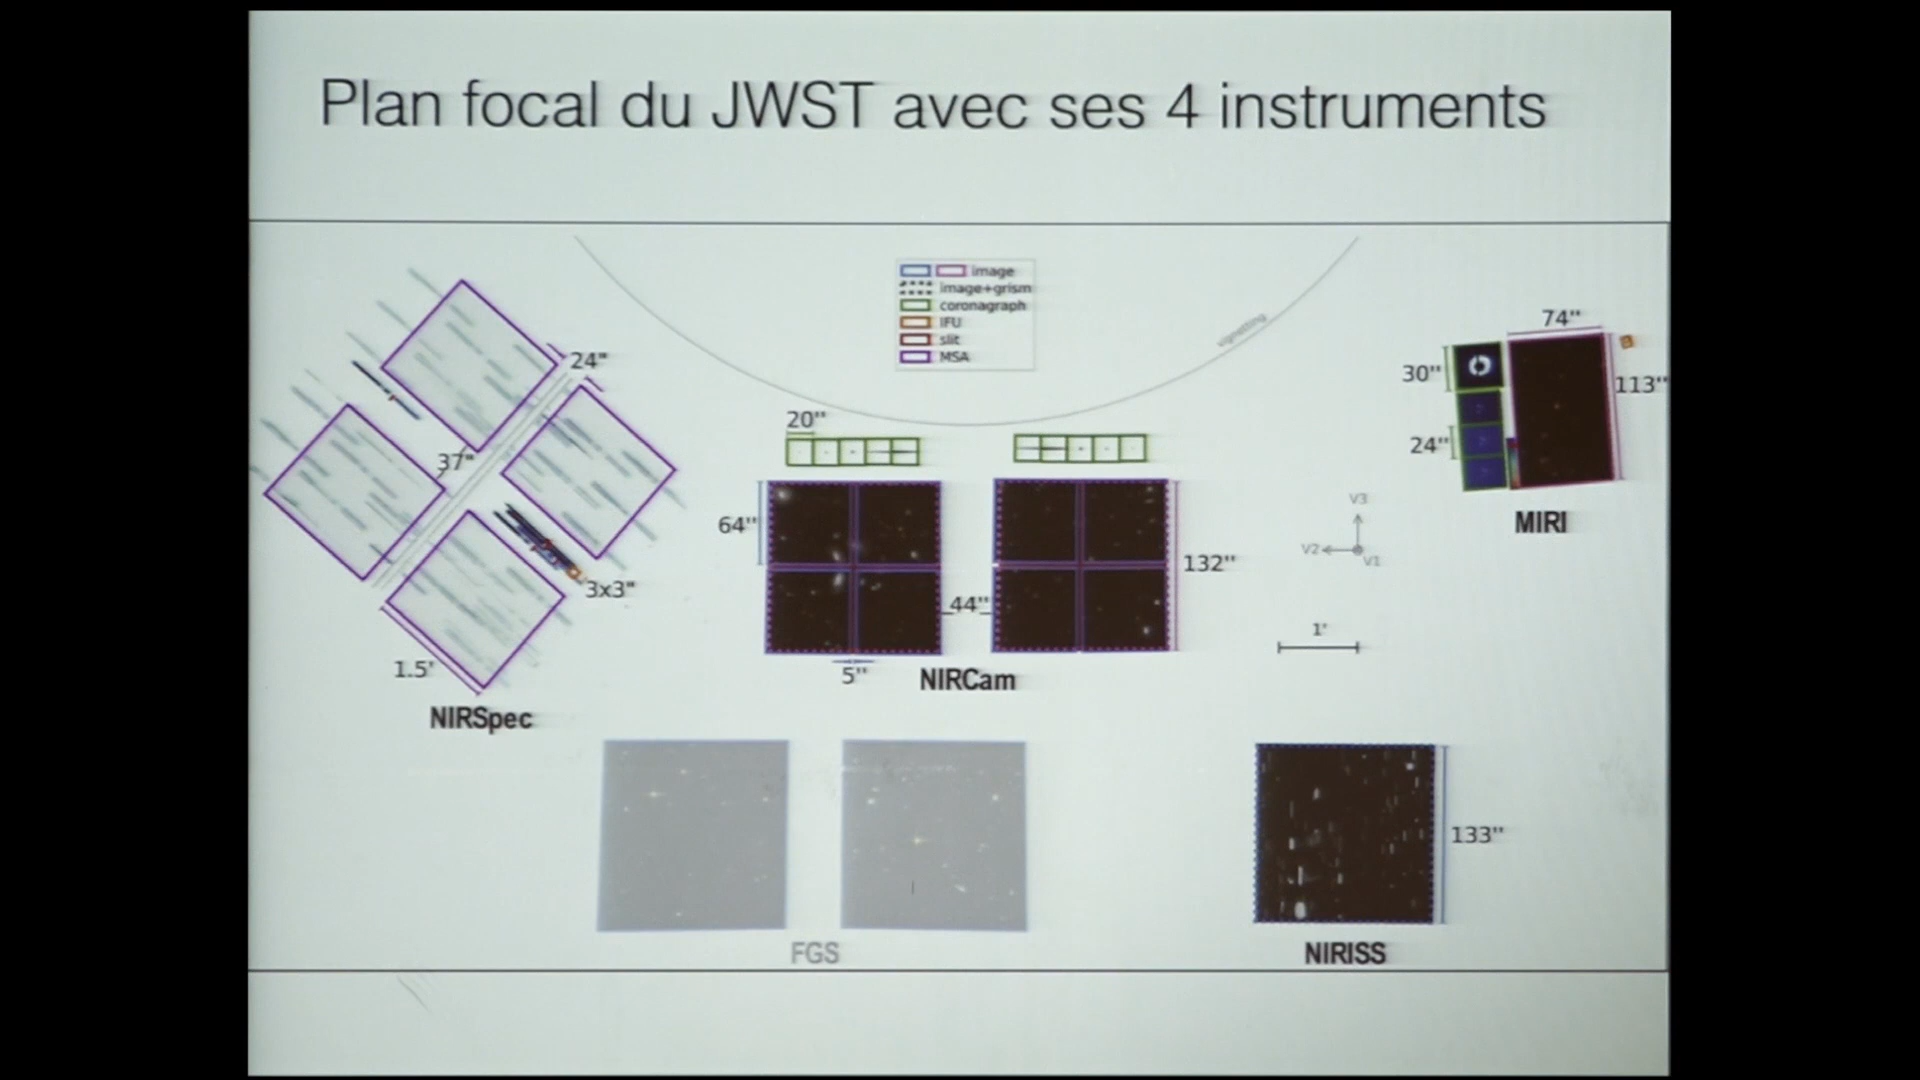 Plan focal du JWST avec ses 4 instruments
image
image+grism
coronagraph
IFU
slit
MSA
vignetting
24"
37"
3x3"
1.5'
NIRSpec
20"
64"
44"
132"
5"
NIRCam
74"
30"
113"
24"
MIRI
V3
V2
V1
1'
FGS
133"
NIRISS